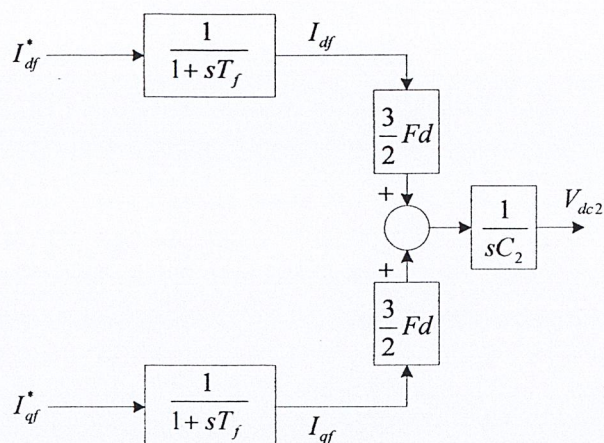 I*df
1
1+sTf
Idf
3
2 Fd
+
1
sC2
Vdc2
+
3
2 Fd
I*qf
1
1+sTf
Iqf